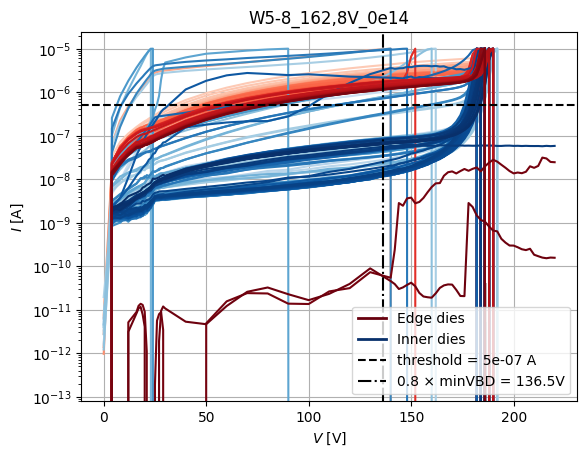 W5-8_162,8V_0e14
I [A]
10⁻⁵
10⁻⁶
10⁻⁷
10⁻⁸
10⁻⁹
10⁻¹⁰
10⁻¹¹
10⁻¹²
10⁻¹³
Edge dies
Inner dies
threshold = 5e-07 A
0.8 × minVBD = 136.5V
0 50 100 150 200
V [V]